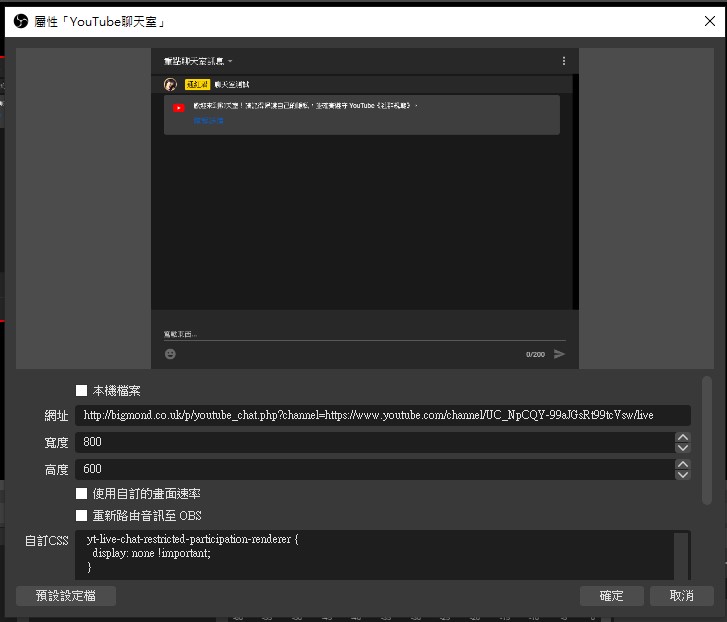 屬性「YouTube聊天室」
重點聊天室訊息
聊天室測試
歡迎來到聊天室！請記得保護自己的隱私，並遵守 YouTube《社群規範》。
寫點東西...
0/200
本機檔案
網址 http://bigmond.co.uk/p/youtube_chat.php?channel=https://www.youtube.com/channel/UC_NpCQY-99aJGsRt99tcVsw/live
寬度 800
高度 600
使用自訂的畫面速率
重新路由音訊至 OBS
自訂CSS yt-live-chat-restricted-participation-renderer {
display: none !important;
}
預設設定檔 確定 取消